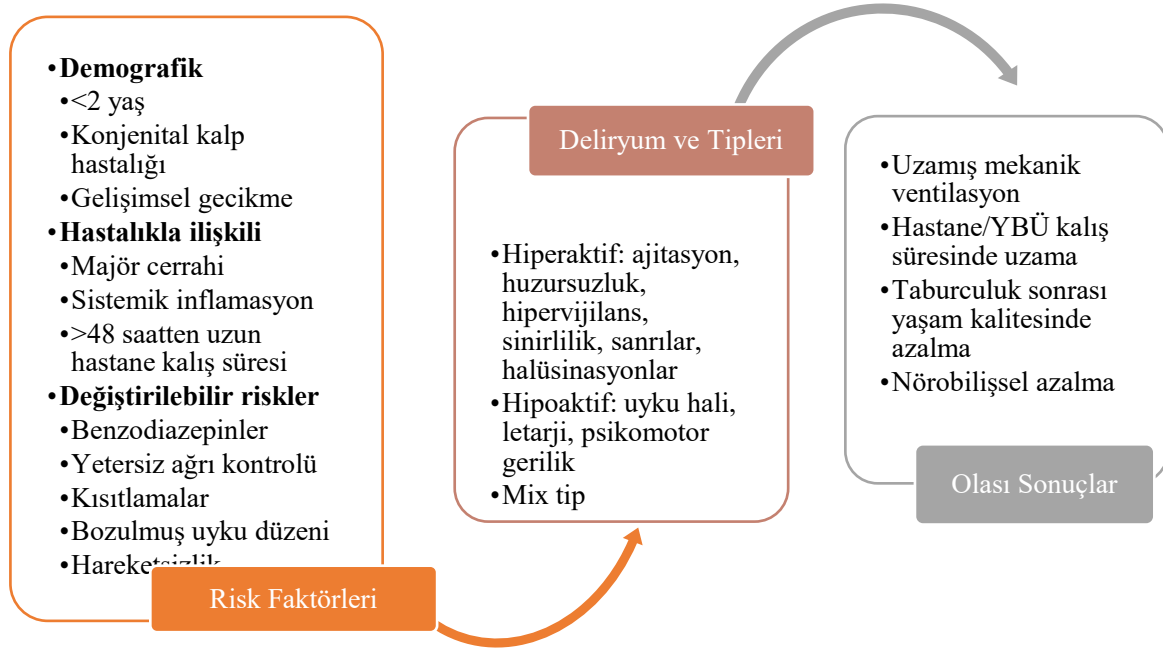 •Demografik
•<2 yaş
•Konjenital kalp
hastalığı
•Gelişimsel gecikme
•Hastalıkla ilişkili
•Majör cerrahi
•Sistemik inflamasyon
•>48 saatten uzun
hastane kalış süresi
•Değiştirilebilir riskler
•Benzodiazepinler
•Yetersiz ağrı kontrolü
•Kısıtlamalar
•Bozulmuş uyku düzeni
•Hareketsizlik
Risk Faktörleri
Deliryum ve Tipleri
•Hiperaktif: ajitasyon,
huzursuzluk,
hipervijilans,
sinirlilik, sanrılar,
halüsinasyonlar
•Hipoaktif: uyku hali,
letarji, psikomotor
gerilik
•Mix tip
•Uzamış mekanik
ventilasyon
•Hastane/YBÜ kalış
süresinde uzama
•Taburculuk sonrası
yaşam kalitesinde
azalma
•Nörobilişsel azalma
Olası Sonuçlar